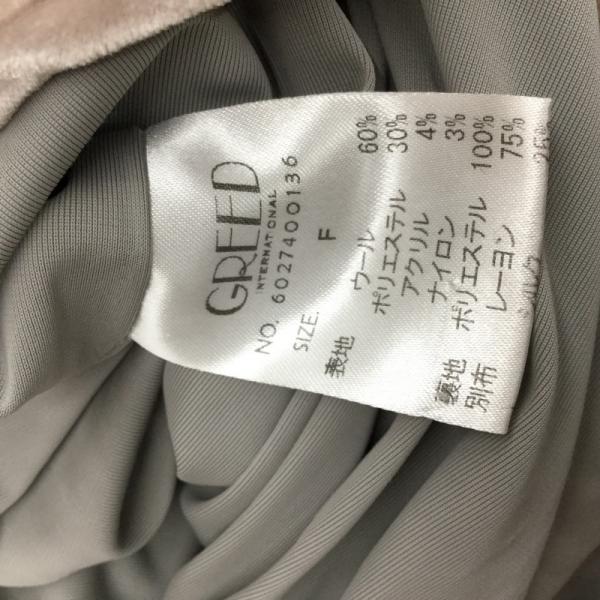 GREED
INTERNATIONAL
NO. 6027400136
SIZE. F
表地 ウール 60%
ポリエステル 30%
アクリル 4%
ナイロン 3%
裏地 ポリエステル 100%
別布 レーヨン 75%